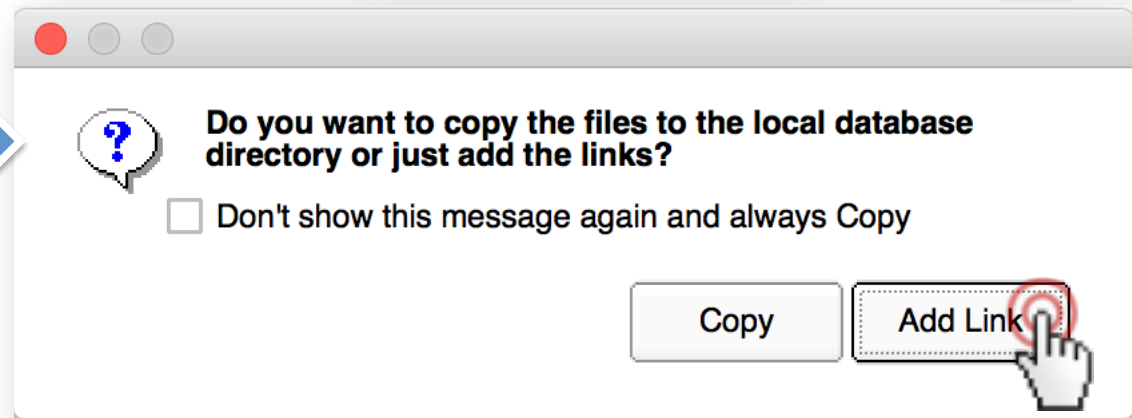 Do you want to copy the files to the local database
directory or just add the links?
Don't show this message again and always Copy
Copy
Add Link